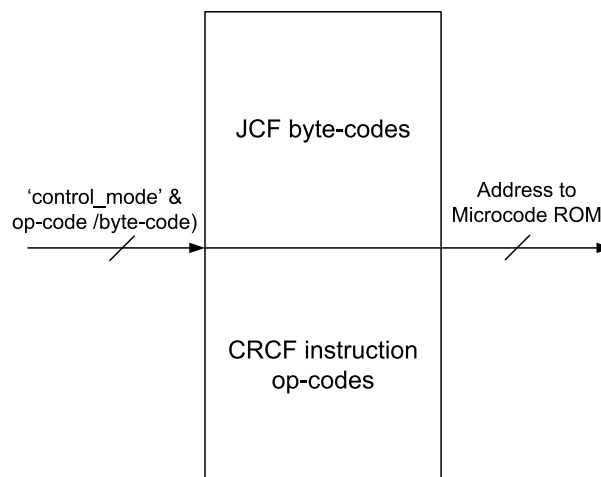 JCF byte-codes
‘control_mode’ &
op-code /byte-code)
Address to
Microcode ROM
CRCF instruction
op-codes